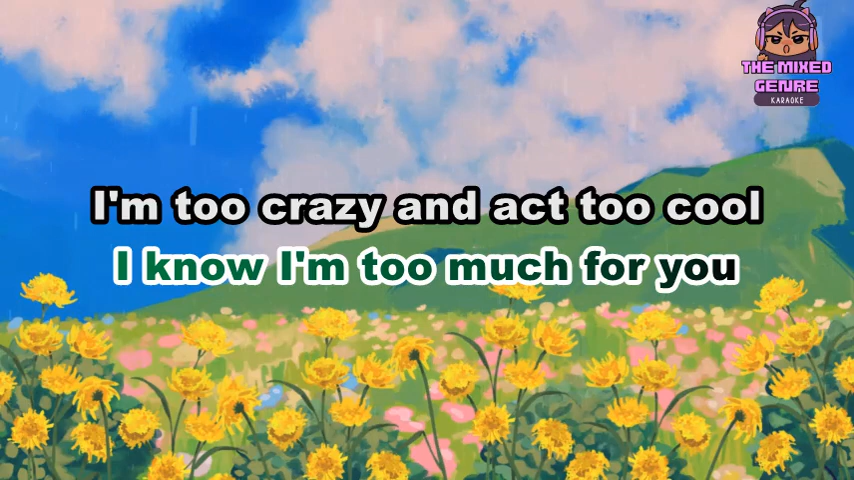 THE MIXED
GENRE
KARAOKE
I'm too crazy and act too cool
I know I'm too much for you